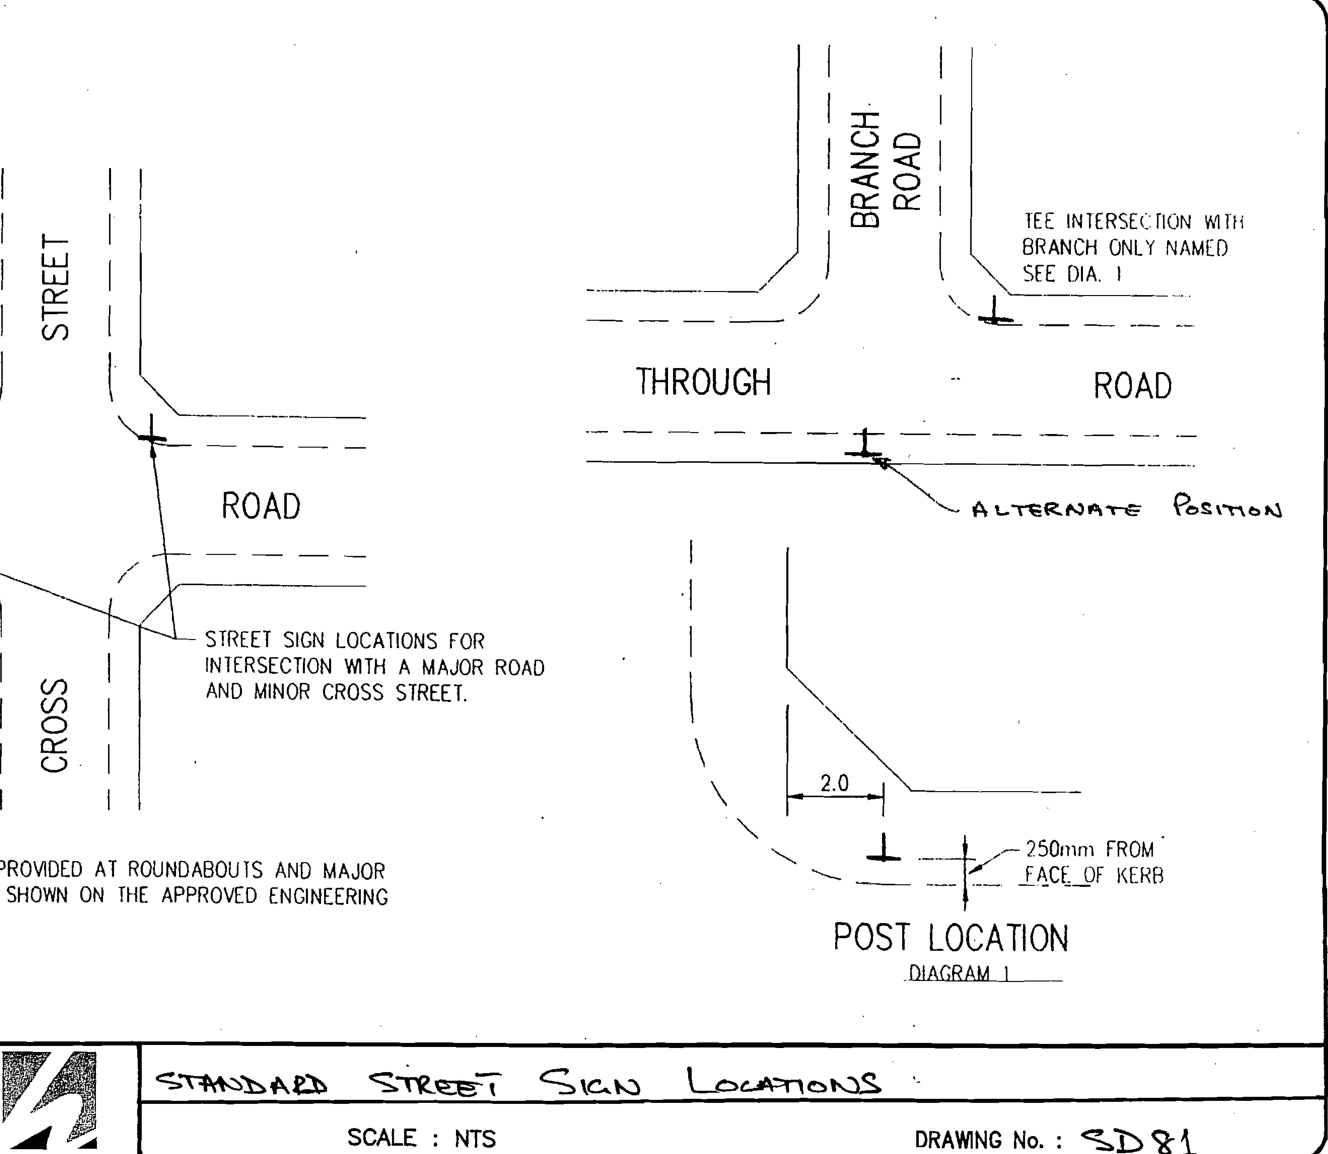 STREET
ROAD
CROSS
STREET SIGN LOCATIONS FOR
INTERSECTION WITH A MAJOR ROAD
AND MINOR CROSS STREET.
PROVIDED AT ROUNDABOUTS AND MAJOR
SHOWN ON THE APPROVED ENGINEERING
BRANCH
ROAD
TEE INTERSECTION WITH
BRANCH ONLY NAMED
SEE DIA. 1
THROUGH ROAD
ALTERNATE POSITION
2.0
250mm FROM
FACE OF KERB
POST LOCATION
DIAGRAM 1
STANDARD STREET SIGN LOCATIONS
SCALE : NTS
DRAWING No. : SD 81